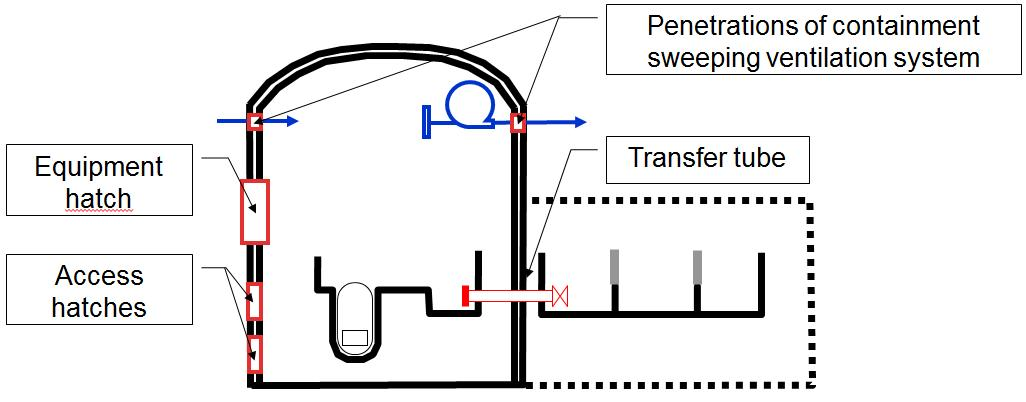 Penetrations of containment
sweeping ventilation system
Equipment
hatch
Transfer tube
Access
hatches